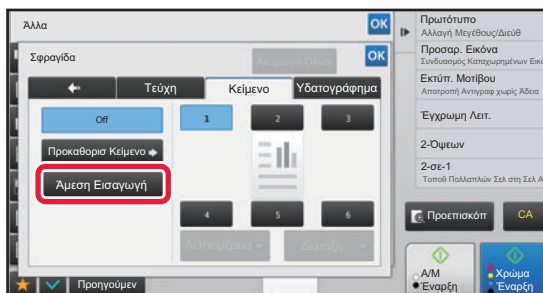 Άλλα
OK
Σφραγίδα
Ακύρωση Όλων
OK
Τεύχη
Κείμενο
Υδατογράφημα
Off
1
2
3
Προκαθορισ Κείμενο
Άμεση Εισαγωγή
4
5
6
Λεπτομέρεια
Διάταξη
Προηγούμεν
Πρωτότυπο
Αλλαγή Μεγέθους/Διεύθ
Προσαρ. Εικόνα
Συνδυασμός Καταχωρημένων Εικό
Εκτύπ. Μοτίβου
Αποτροπή Αντιγραφ χωρίς Άδεια
Έγχρωμη Λειτ.
2-Όψεων
2-σε-1
Τοποθ Πολλαπλών Σελ στη Σελ Α
Προεπισκόπ
CA
Α/Μ
Έναρξη
Χρώμα
Έναρξη